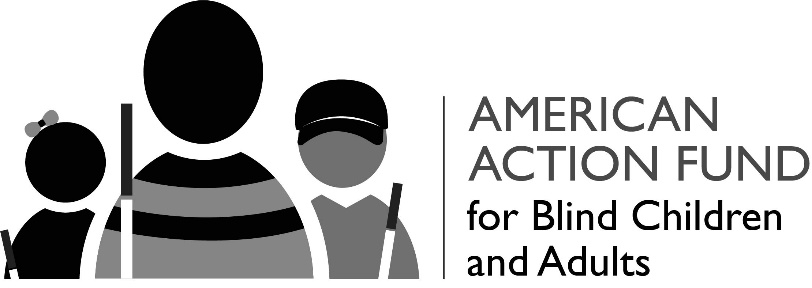 AMERICAN
ACTION FUND
for Blind Children
and Adults